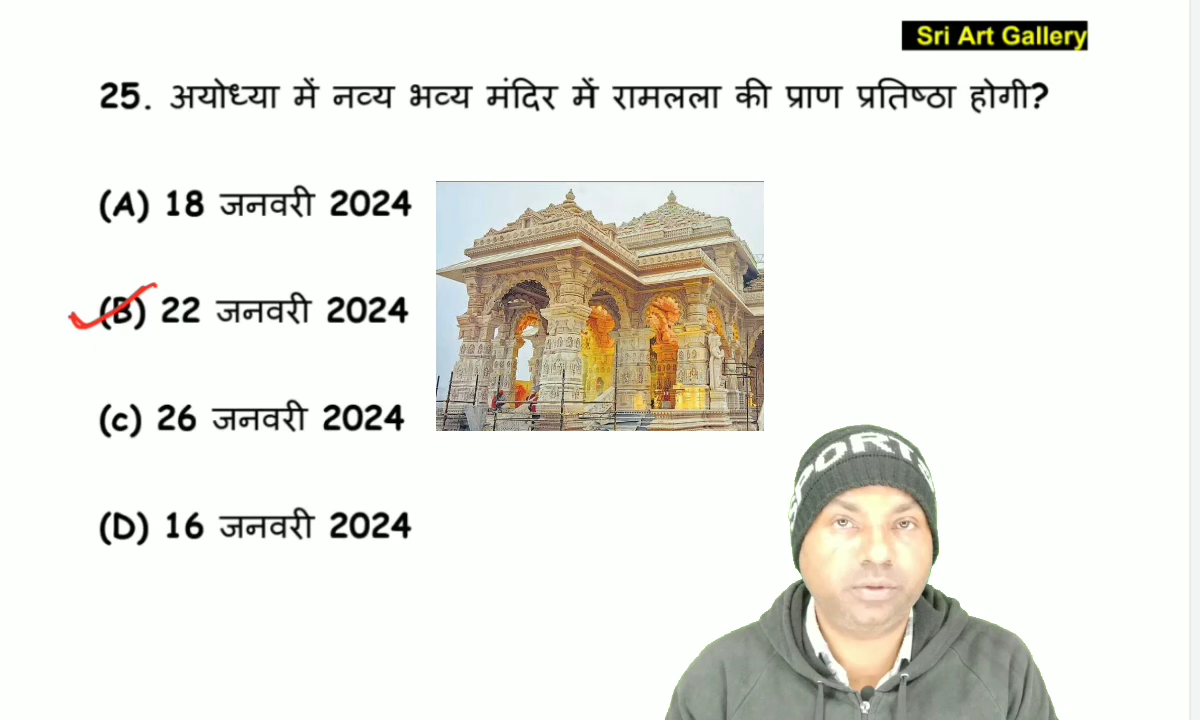 Sri Art Gallery
25. अयोध्या में नव्य भव्य मंदिर में रामलला की प्राण प्रतिष्ठा होगी?
(A) 18 जनवरी 2024
(B) 22 जनवरी 2024
(c) 26 जनवरी 2024
(D) 16 जनवरी 2024
SPORTS